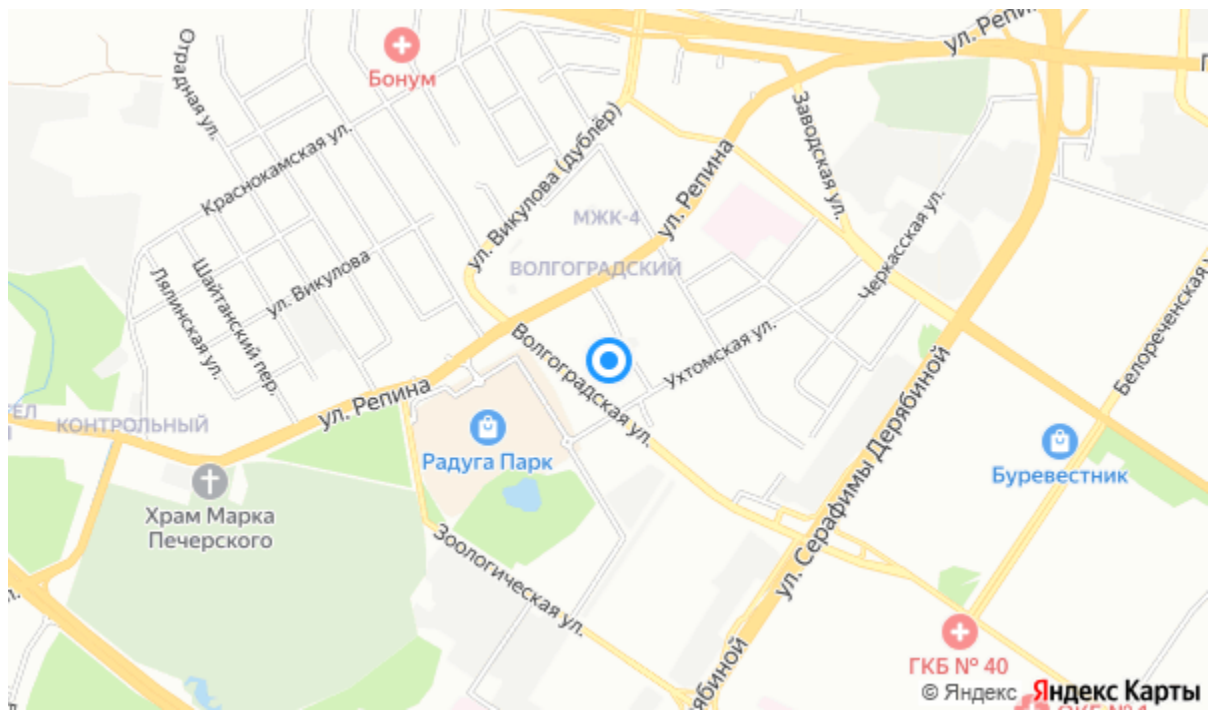 ул. Репина
Отрадная ул.
Бонум
Заводская ул.
Краснокамская ул.
ул. Викулова (дублёр)
ул. Репина
МЖК-4
ВОЛГОГРАДСКИЙ
Черкасская ул.
Белореченская у
Лялинская ул.
Шайтанский пер.
ул. Викулова
Волгоградская ул.
Ухтомская ул.
ул. Репина
КОНТРОЛЬНЫЙ
Радуга Парк
ул. Серафимы Дерябиной
Буревестник
Храм Марка
Печерского
Зоологическая ул.
рябиной
ГКБ № 40
© Яндекс Яндекс Карты